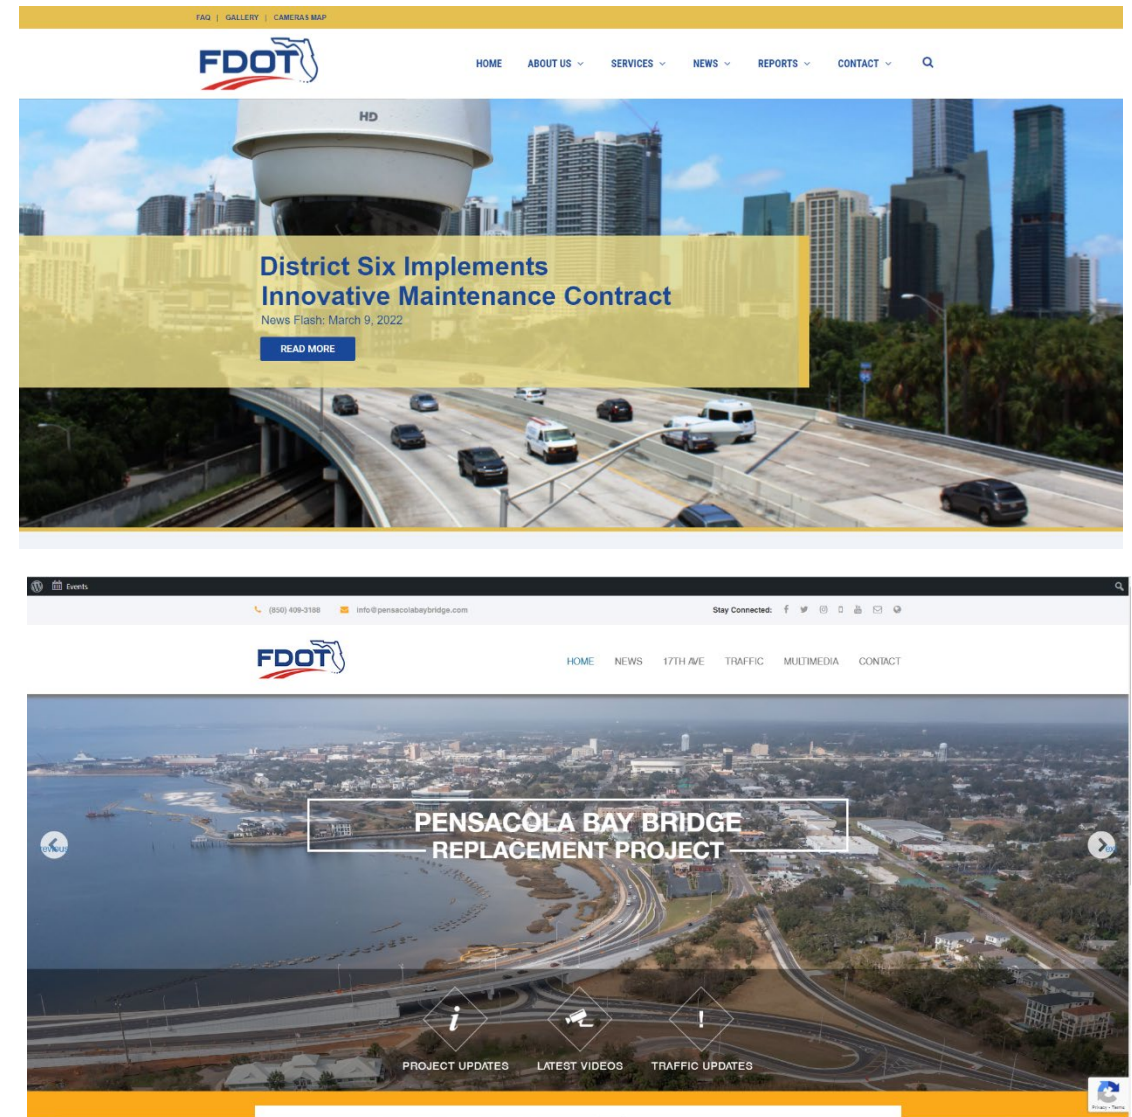 FAQ | GALLERY | CAMERAS MAP
FDOT
HOME ABOUT US SERVICES NEWS REPORTS CONTACT
HD
District Six Implements
Innovative Maintenance Contract
News Flash; March 9, 2022
READ MORE
Events
(850) 409-3188 info@pensacolabaybridge.com Stay Connected:
FDOT
HOME NEWS 17TH AVE TRAFFIC MULTIMEDIA CONTACT
PENSACOLA BAY BRIDGE
REPLACEMENT PROJECT
PROJECT UPDATES LATEST VIDEOS TRAFFIC UPDATES
Privacy - Terms